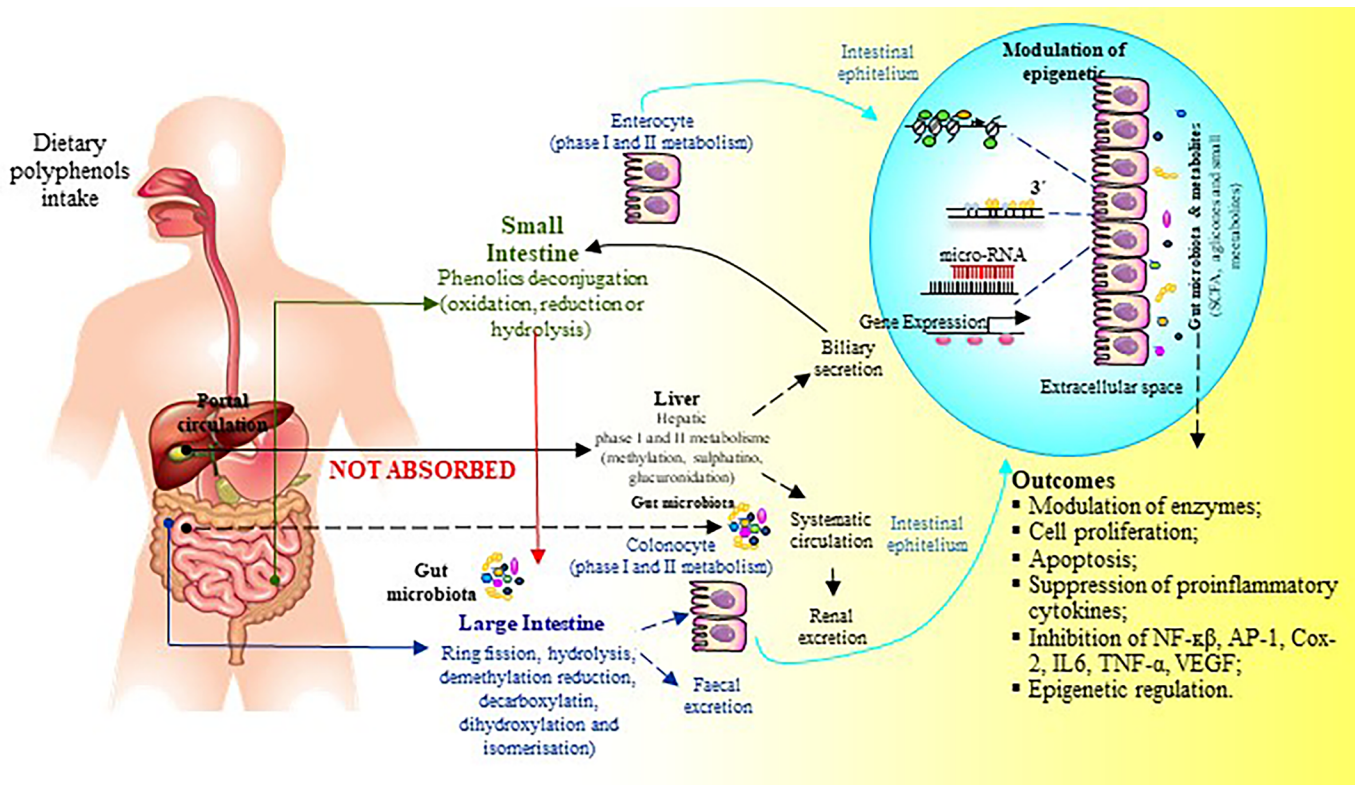 Dietary
polyphenols
intake
Portal
circulation
NOT ABSORBED
Small
Intestine
Phenolics deconjugation
(oxidation, reduction or
hydrolysis)
Enterocyte
(phase I and II metabolism)
Intestinal
ephitelium
Biliary
secretion
Liver
Hepatic
phase I and II metabolisme
(methylation, sulphatino,
glucuronidation)
Gut microbiota
Systematic
circulation
Renal
excretion
Colonocyte
(phase I and II metabolism)
Gut
microbiota
Large Intestine
Ring fission, hydrolysis,
demethylation reduction,
decarboxylatin,
dihydroxylation and
isomerisation)
Faecal
excretion
Intestinal
ephitelium
Modulation of
epigenetic
3´
micro-RNA
Gene Expression
Extracellular space
Gut microbiota & metabolites
(SCFA, aglicones and small
meetabolites)
Outcomes
▪ Modulation of enzymes;
▪ Cell proliferation;
▪ Apoptosis;
▪ Suppression of proinflammatory
cytokines;
▪ Inhibition of NF-κβ, AP-1, Cox-
2, IL6, TNF-α, VEGF;
▪ Epigenetic regulation.